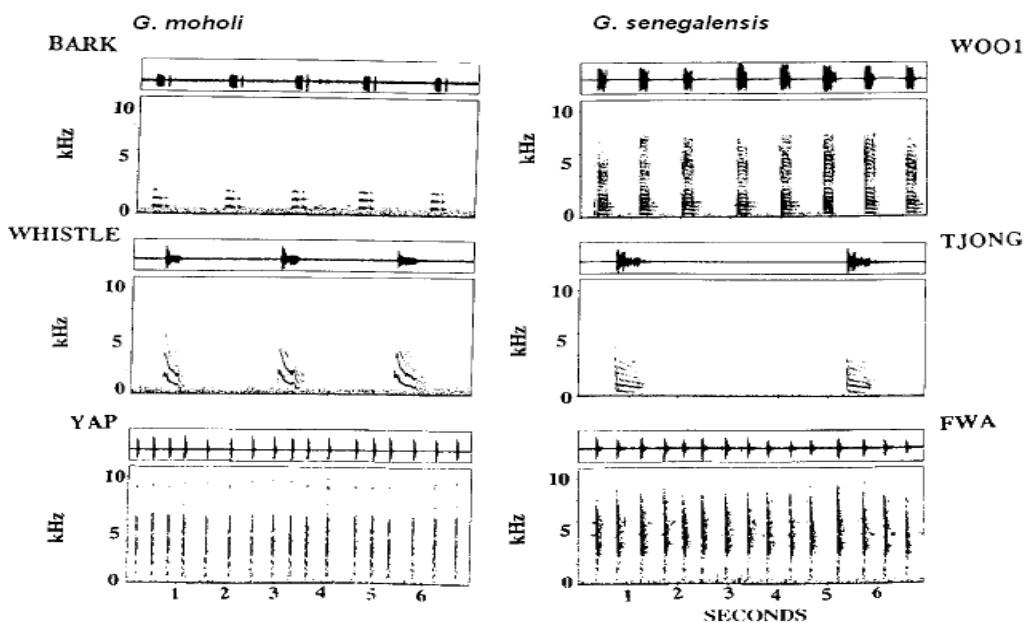 G. moholi
BARK
10
5
0
kHz
WHISTLE
10
5
0
kHz
YAP
10
5
0
kHz
1 2 3 4 5 6
G. senegalensis
WOO1
10
5
0
kHz
TJONG
10
5
0
kHz
FWA
10
5
0
kHz
1 2 3 4 5 6
SECONDS